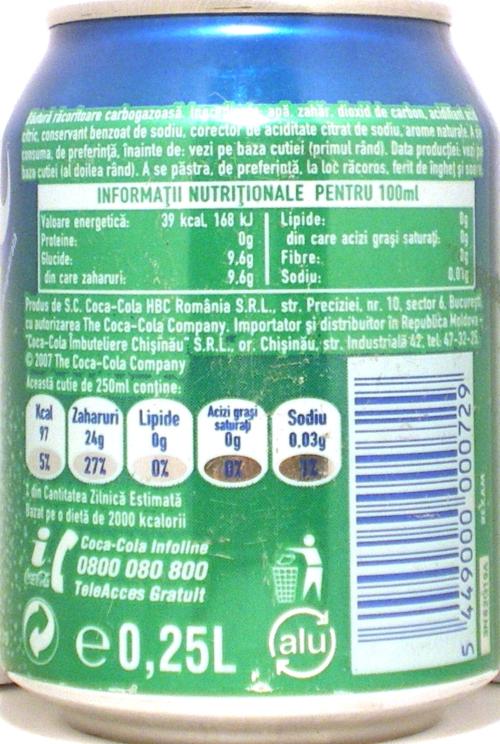 răcoritoare carbogazoasă. Ingrediente: apă, zahăr, dioxid de carbon, acidifiant acid
citric, conservant benzoat de sodiu, corector de aciditate citrat de sodiu, arome naturale. A se
consuma, de preferință, înainte de: vezi pe baza cutiei (primul rând). Data producției: vezi pe
baza cutiei (al doilea rând). A se păstra, de preferință, la loc răcoros, ferit de îngheț și soare.
INFORMAȚII NUTRIȚIONALE PENTRU 100ml
Valoare energetică: 39 kcal, 168 kJ
Proteine: 0g
Glucide: 9,6g
din care zaharuri: 9,6g
Lipide: 0g
din care acizi grași saturați: 0g
Fibre: 0g
Sodiu: 0,01g
Produs de S.C. Coca-Cola HBC România S.R.L., str. Preciziei, nr. 10, sector 6, București,
cu autorizarea The Coca-Cola Company. Importator și distribuitor în Republica Moldova -
"Coca-Cola Îmbuteliere Chișinău" S.R.L., or. Chișinău, str. Industrială 42, tel. 47-32-25.
© 2007 The Coca-Cola Company
Această cutie de 250ml conține:
Kcal
97
5%
Zaharuri
24g
27%
Lipide
0g
0%
Acizi grași
saturați
0g
0%
Sodiu
0,03g
1%
% din Cantitatea Zilnică Estimată
Bazat pe o dietă de 2000 kcalorii
Coca-Cola Infoline
0800 080 800
TeleAcces Gratuit
e 0,25L
alu
5 449000 000729
REXAM